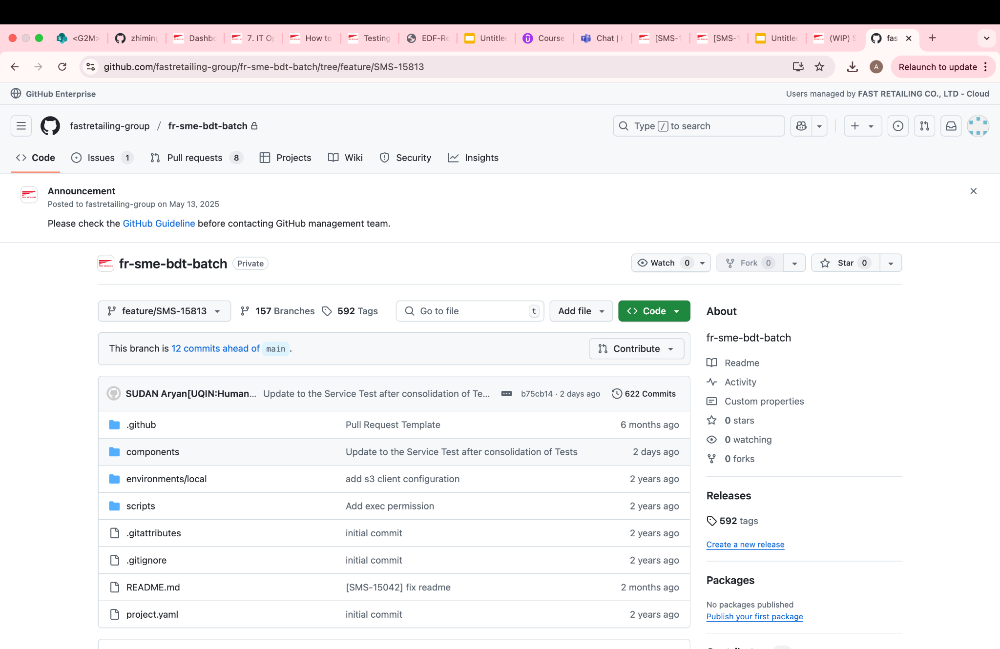 <G2M>
zhiming
Dashbo
7. IT Op
How to
Testing
EDF-Re
Untitled
Course
Chat |
[SMS-1
[SMS-1
Untitled
(WIP) S
fas
github.com/fastretailing-group/fr-sme-bdt-batch/tree/feature/SMS-15813
A
Relaunch to update
GitHub Enterprise
Users managed by FAST RETAILING CO., LTD - Cloud
fastretailing-group / fr-sme-bdt-batch
Type / to search
Code
Issues 1
Pull requests 8
Projects
Wiki
Security
Insights
Announcement
Posted to fastretailing-group on May 13, 2025
Please check the GitHub Guideline before contacting GitHub management team.
fr-sme-bdt-batch Private
Watch 0
Fork 0
Star 0
feature/SMS-15813
157 Branches
592 Tags
Go to file t
Add file
Code
This branch is 12 commits ahead of main.
Contribute
SUDAN Aryan[UQIN:Human... Update to the Service Test after consolidation of Te... b75cb14 · 2 days ago 622 Commits
.github Pull Request Template 6 months ago
components Update to the Service Test after consolidation of Tests 2 days ago
environments/local add s3 client configuration 2 years ago
scripts Add exec permission 2 years ago
.gitattributes initial commit 2 years ago
.gitignore initial commit 2 years ago
README.md [SMS-15042] fix readme 2 months ago
project.yaml initial commit 2 years ago
About
fr-sme-bdt-batch
Readme
Activity
Custom properties
0 stars
0 watching
0 forks
Releases
592 tags
Create a new release
Packages
No packages published
Publish your first package